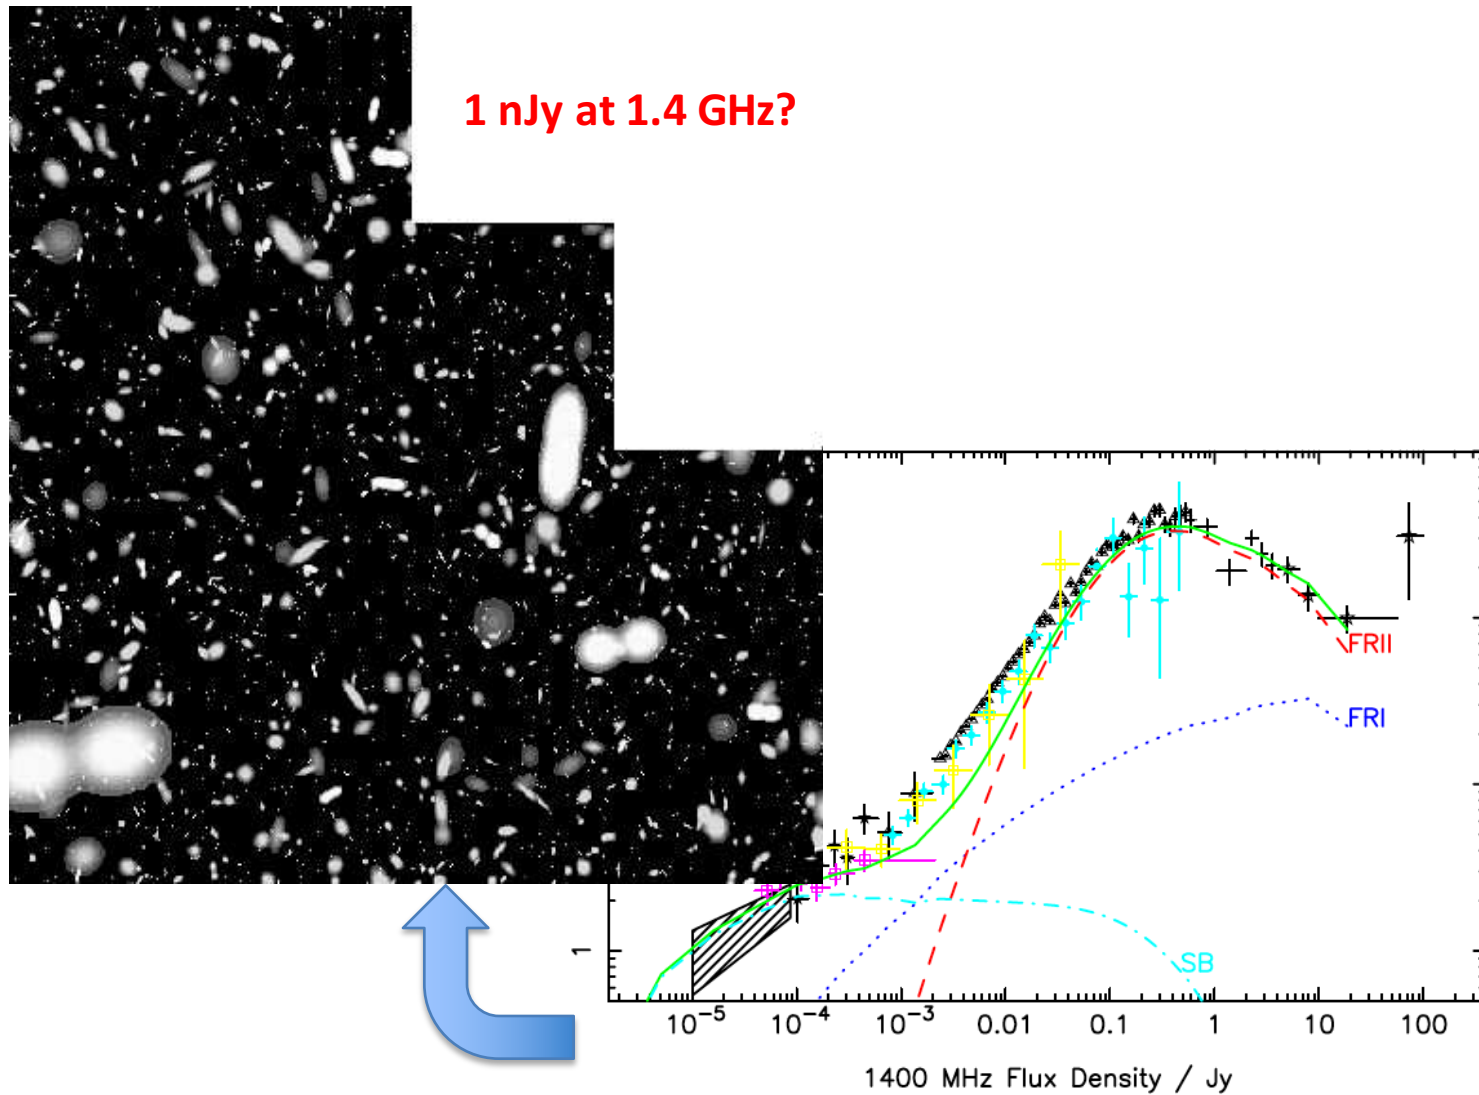 1 nJy at 1.4 GHz?
FRII
FRI
SB
1
10-5 10-4 10-3 0.01 0.1 1 10 100
1400 MHz Flux Density / Jy